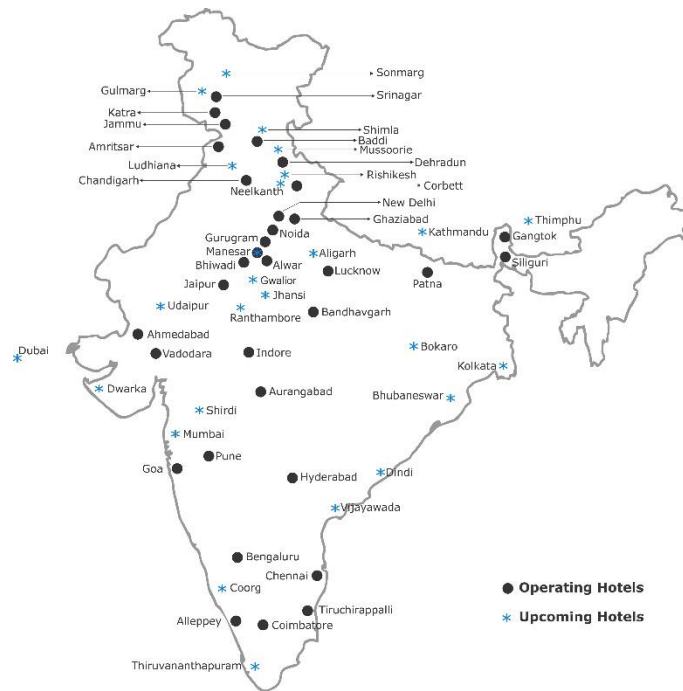 Sonmarg
Gulmarg
Srinagar
Katra
Jammu
Shimla
Baddi
Amritsar
Mussoorie
Ludhiana
Dehradun
Chandigarh
Rishikesh
Neelkanth
Corbett
New Delhi
Ghaziabad
Thimphu
Noida
Kathmandu
Gangtok
Gurugram
Manesar
Aligarh
Siliguri
Bhiwadi
Alwar
Lucknow
Patna
Jaipur
Gwalior
Jhansi
Udaipur
Ranthambore
Bandhavgarh
Ahmedabad
Bokaro
Dubai
Vadodara
Indore
Kolkata
Dwarka
Aurangabad
Bhubaneswar
Shirdi
Mumbai
Pune
Goa
Hyderabad
Dindi
Vijayawada
Bengaluru
Chennai
Coorg
Operating Hotels
Tiruchirappalli
Upcoming Hotels
Alleppey
Coimbatore
Thiruvananthapuram